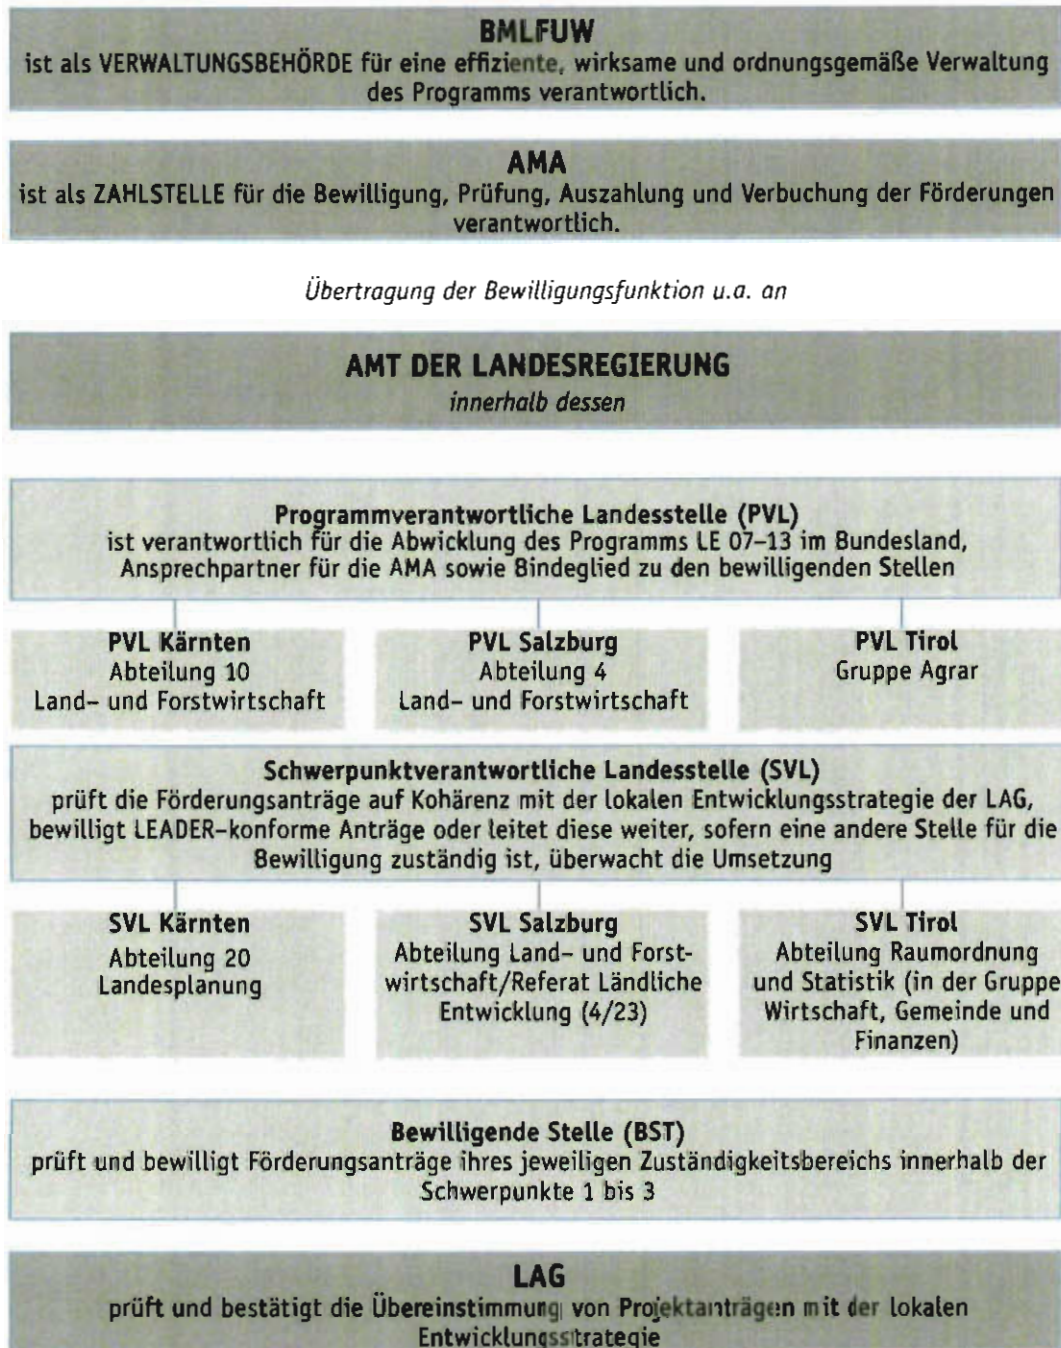 BMLFUW
ist als VERWALTUNGSBEHÖRDE für eine effiziente, wirksame und ordnungsgemäße Verwaltung
des Programms verantwortlich.
AMA
ist als ZAHLSTELLE für die Bewilligung, Prüfung, Auszahlung und Verbuchung der Förderungen
verantwortlich.
Übertragung der Bewilligungsfunktion u.a. an
AMT DER LANDESREGIERUNG
innerhalb dessen
Programmverantwortliche Landesstelle (PVL)
ist verantwortlich für die Abwicklung des Programms LE 07–13 im Bundesland,
Ansprechpartner für die AMA sowie Bindeglied zu den bewilligenden Stellen
PVL Kärnten
Abteilung 10
Land- und Forstwirtschaft
PVL Salzburg
Abteilung 4
Land- und Forstwirtschaft
PVL Tirol
Gruppe Agrar
Schwerpunktverantwortliche Landesstelle (SVL)
prüft die Förderungsanträge auf Kohärenz mit der lokalen Entwicklungsstrategie der LAG,
bewilligt LEADER-konforme Anträge oder leitet diese weiter, sofern eine andere Stelle für die
Bewilligung zuständig ist, überwacht die Umsetzung
SVL Kärnten
Abteilung 20
Landesplanung
SVL Salzburg
Abteilung Land- und Forst-
wirtschaft/Referat Ländliche
Entwicklung (4/23)
SVL Tirol
Abteilung Raumordnung
und Statistik (in der Gruppe
Wirtschaft, Gemeinde und
Finanzen)
Bewilligende Stelle (BST)
prüft und bewilligt Förderungsanträge ihres jeweiligen Zuständigkeitsbereichs innerhalb der
Schwerpunkte 1 bis 3
LAG
prüft und bestätigt die Übereinstimmung von Projektanträgen mit der lokalen
Entwicklungsstrategie